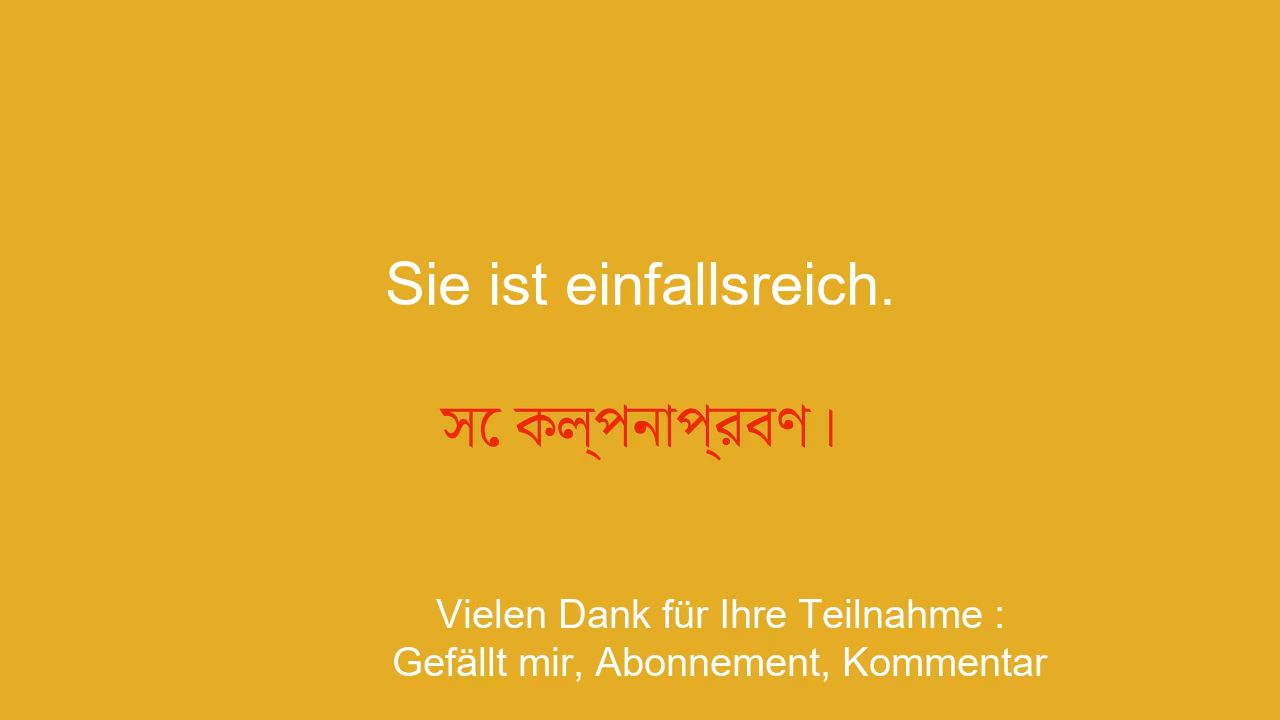 Sie ist einfallsreich.
সে কল্পনাপ্রবণ।
Vielen Dank für Ihre Teilnahme :
Gefällt mir, Abonnement, Kommentar